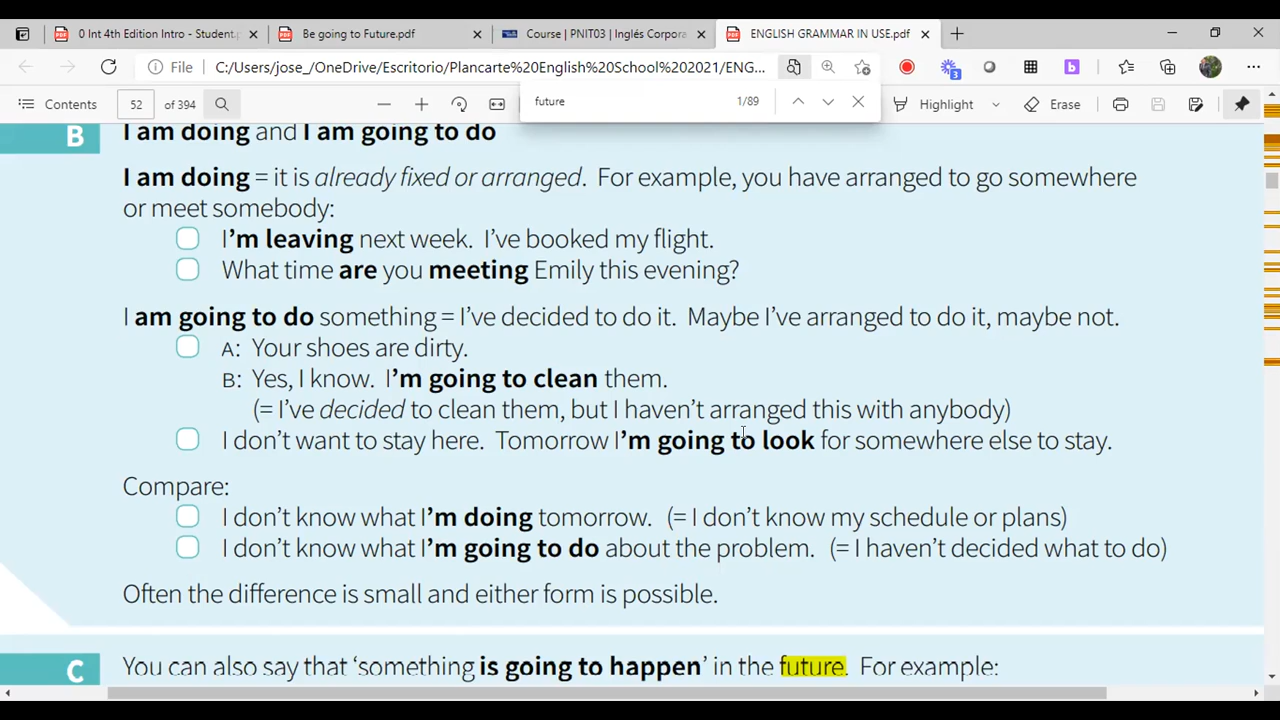 0 Int 4th Edition Intro - Student.p
Be going to Future.pdf
Course | PNIT03 | Inglés Corpora
ENGLISH GRAMMAR IN USE.pdf
File
C:/Users/jose_/OneDrive/Escritorio/Plancarte%20English%20School%202021/ENG...
3
b
Contents
52
of 394
future
1/89
Highlight
Erase
B
I am doing and I am going to do
I am doing = it is already fixed or arranged. For example, you have arranged to go somewhere
or meet somebody:
I'm leaving next week. I've booked my flight.
What time are you meeting Emily this evening?
I am going to do something = I've decided to do it. Maybe I've arranged to do it, maybe not.
A: Your shoes are dirty.
B: Yes, I know. I'm going to clean them.
(= I've decided to clean them, but I haven't arranged this with anybody)
I don't want to stay here. Tomorrow I'm going to look for somewhere else to stay.
Compare:
I don't know what I'm doing tomorrow. (= I don't know my schedule or plans)
I don't know what I'm going to do about the problem. (= I haven't decided what to do)
Often the difference is small and either form is possible.
C
You can also say that 'something is going to happen' in the future. For example: